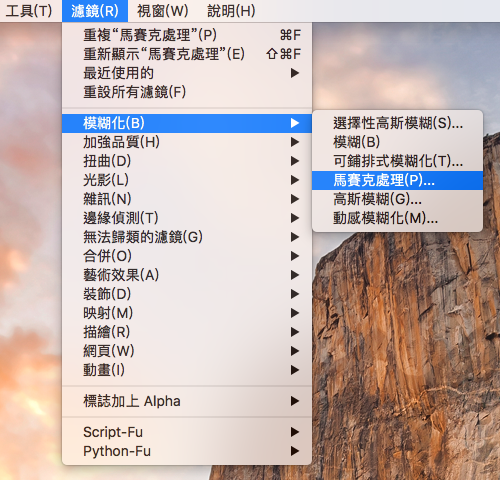 工具(T) 濾鏡(R) 視窗(W) 說明(H)
重複“馬賽克處理”(P) ⌘F
重新顯示“馬賽克處理”(E) ⇧⌘F
最近使用的
重設所有濾鏡(F)
模糊化(B)
加強品質(H)
扭曲(D)
光影(L)
雜訊(N)
邊緣偵測(T)
無法歸類的濾鏡(G)
合併(O)
藝術效果(A)
裝飾(D)
映射(M)
描繪(R)
網頁(W)
動畫(I)
標誌加上 Alpha
Script-Fu
Python-Fu
選擇性高斯模糊(S)...
模糊(B)
可鋪排式模糊化(T)...
馬賽克處理(P)...
高斯模糊(G)...
動感模糊化(M)...